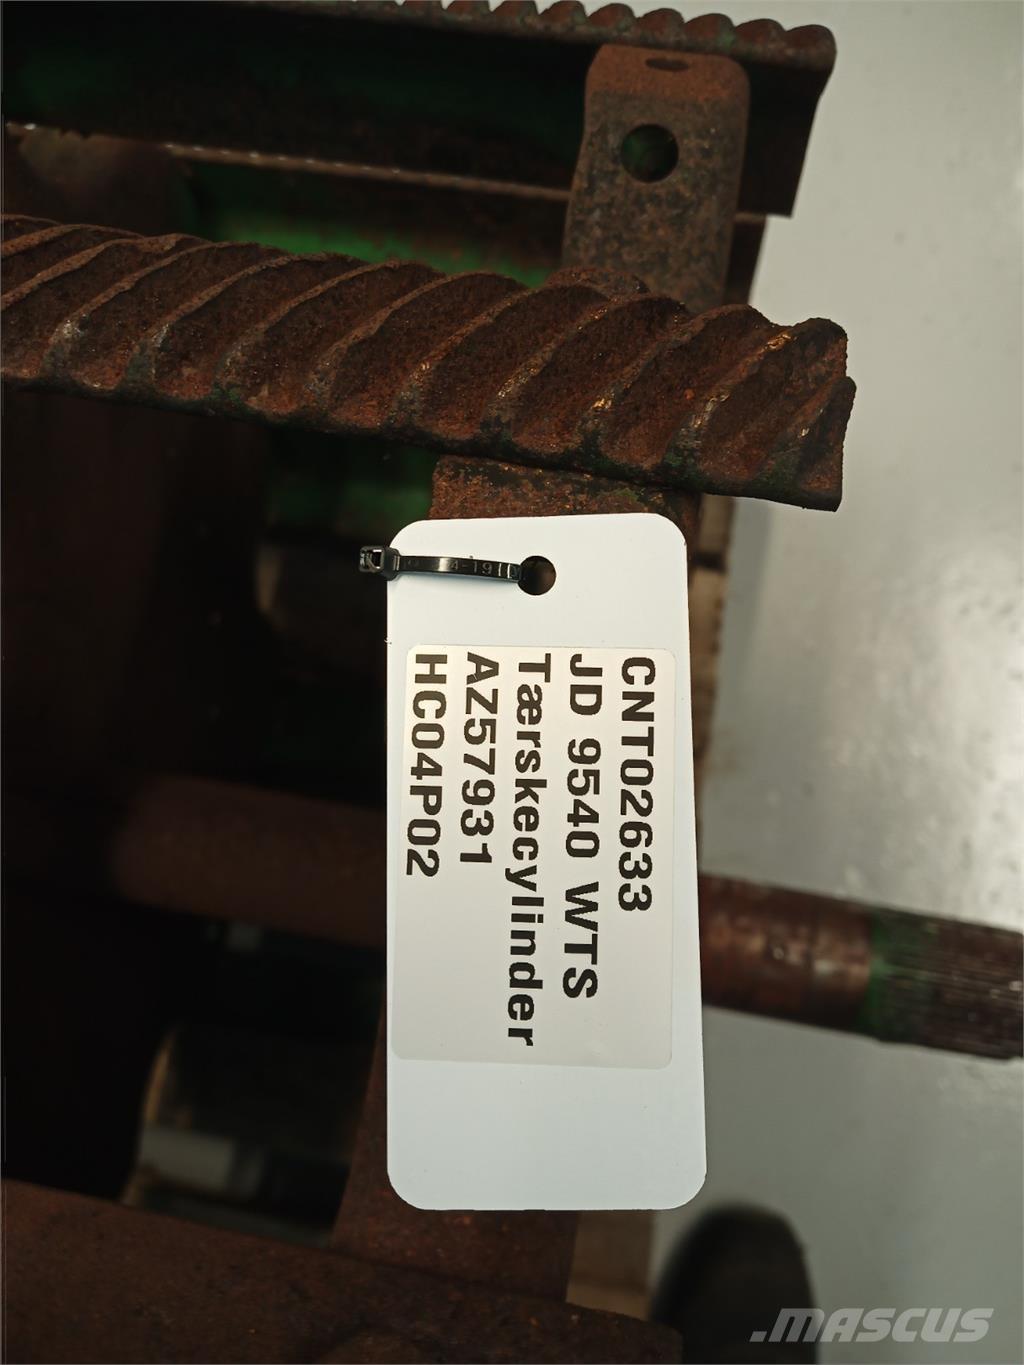 CNT02633
JD 9540 WTS
Tærskecylinder
AZ57931
HC04P02
.MASCUS